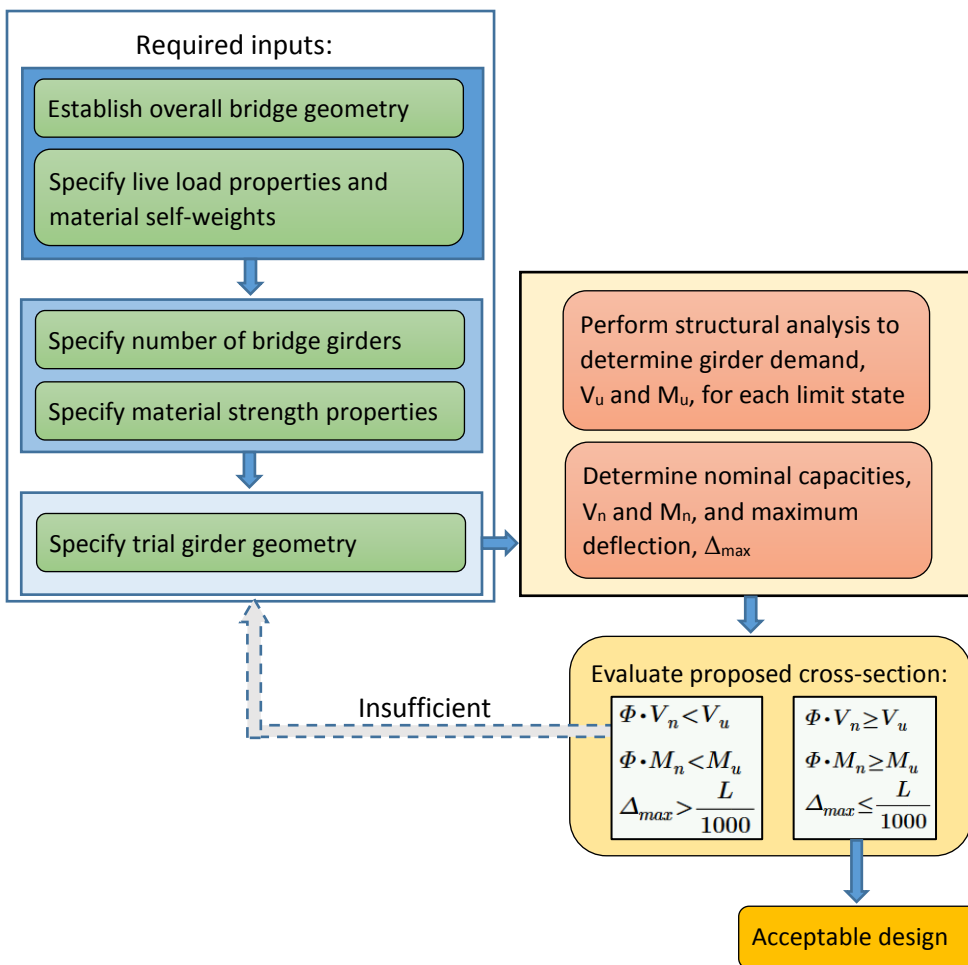 Required inputs:
Establish overall bridge geometry
Specify live load properties and
material self-weights
Specify number of bridge girders
Specify material strength properties
Specify trial girder geometry
Perform structural analysis to
determine girder demand,
Vu and Mu, for each limit state
Determine nominal capacities,
Vn and Mn, and maximum
deflection, Δmax
Evaluate proposed cross-section:
Insufficient
Φ·Vn<Vu
Φ·Mn<Mu
Δmax>L/1000
Φ·Vn≥Vu
Φ·Mn≥Mu
Δmax≤L/1000
Acceptable design